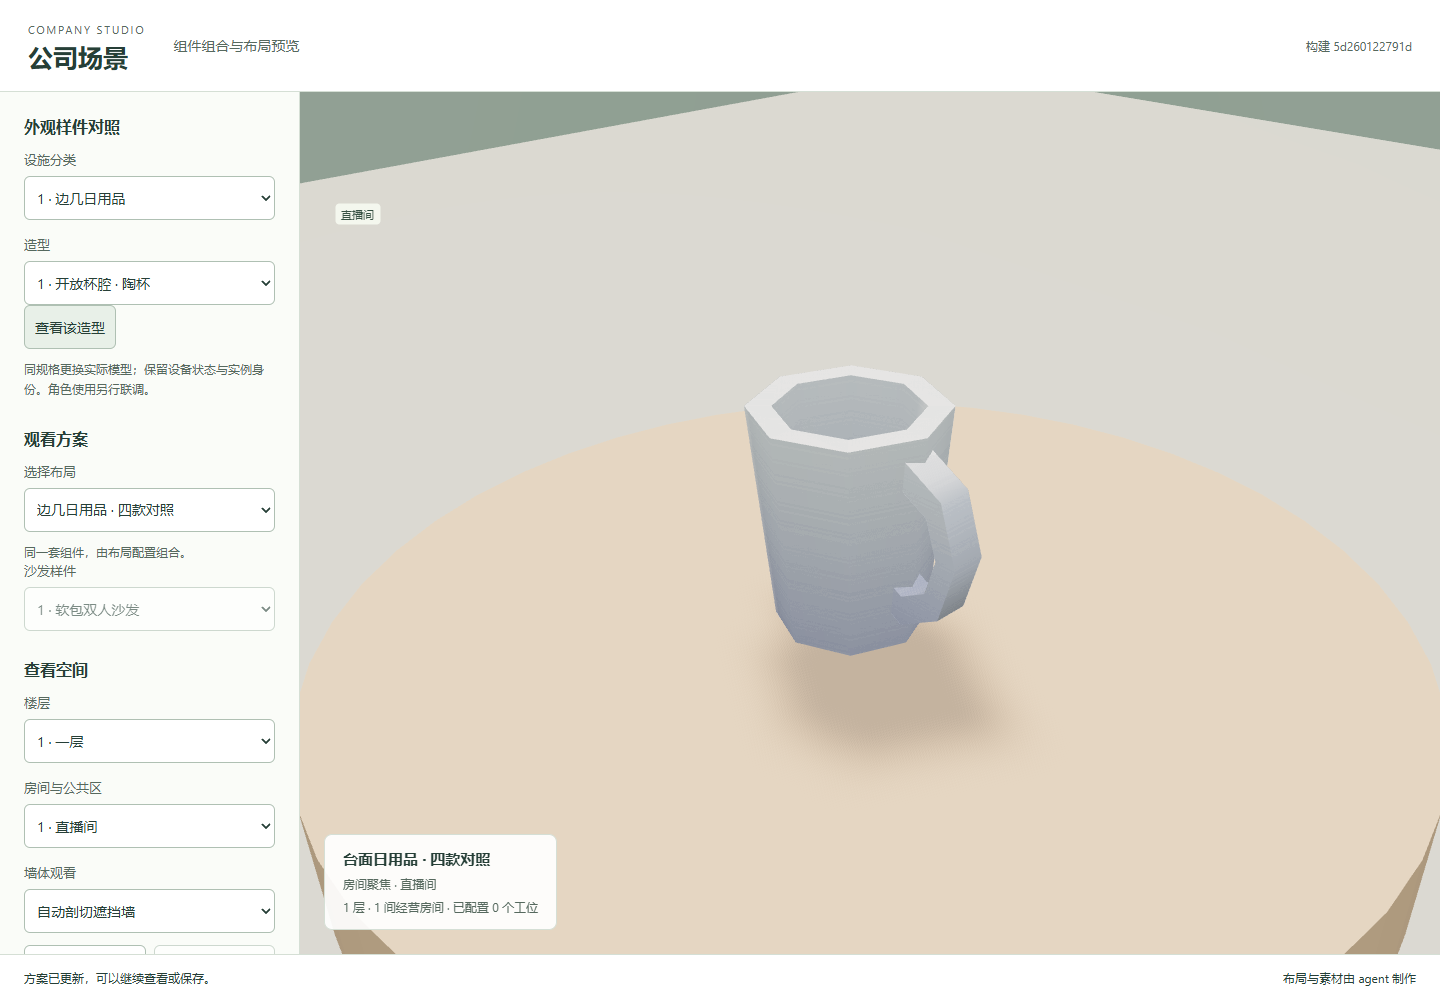 COMPANY STUDIO
公司场景
组件组合与布局预览
构建 5d260122791d
外观样件对照
设施分类
1 · 边几日用品
造型
1 · 开放杯腔 · 陶杯
查看该造型
同规格更换实际模型；保留设备状态与实例身
份。角色使用另行联调。
观看方案
选择布局
边几日用品 · 四款对照
同一套组件，由布局配置组合。
沙发样件
1 · 软包双人沙发
查看空间
楼层
1 · 一层
房间与公共区
1 · 直播间
墙体观看
自动剖切遮挡墙
直播间
台面日用品 · 四款对照
房间聚焦 · 直播间
1 层 · 1 间经营房间 · 已配置 0 个工位
方案已更新，可以继续查看或保存。
布局与素材由 agent 制作